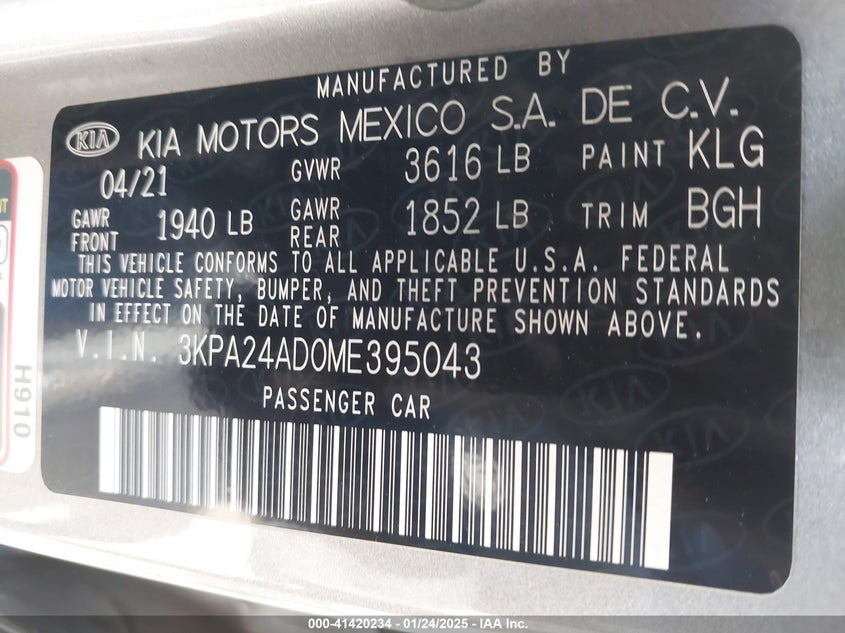 MANUFACTURED BY
KIA KIA MOTORS MEXICO S.A. DE C.V.
04/21 GVWR 3616 LB PAINT KLG
GAWR FRONT 1940 LB GAWR REAR 1852 LB TRIM BGH
THIS VEHICLE CONFORMS TO ALL APPLICABLE U.S.A. FEDERAL
MOTOR VEHICLE SAFETY, BUMPER, AND THEFT PREVENTION STANDARDS
IN EFFECT ON THE DATE OF MANUFACTURE SHOWN ABOVE.
V.I.N. 3KPA24AD0ME395043
PASSENGER CAR
H910
000-41420234 - 01/24/2025 - IAA Inc.